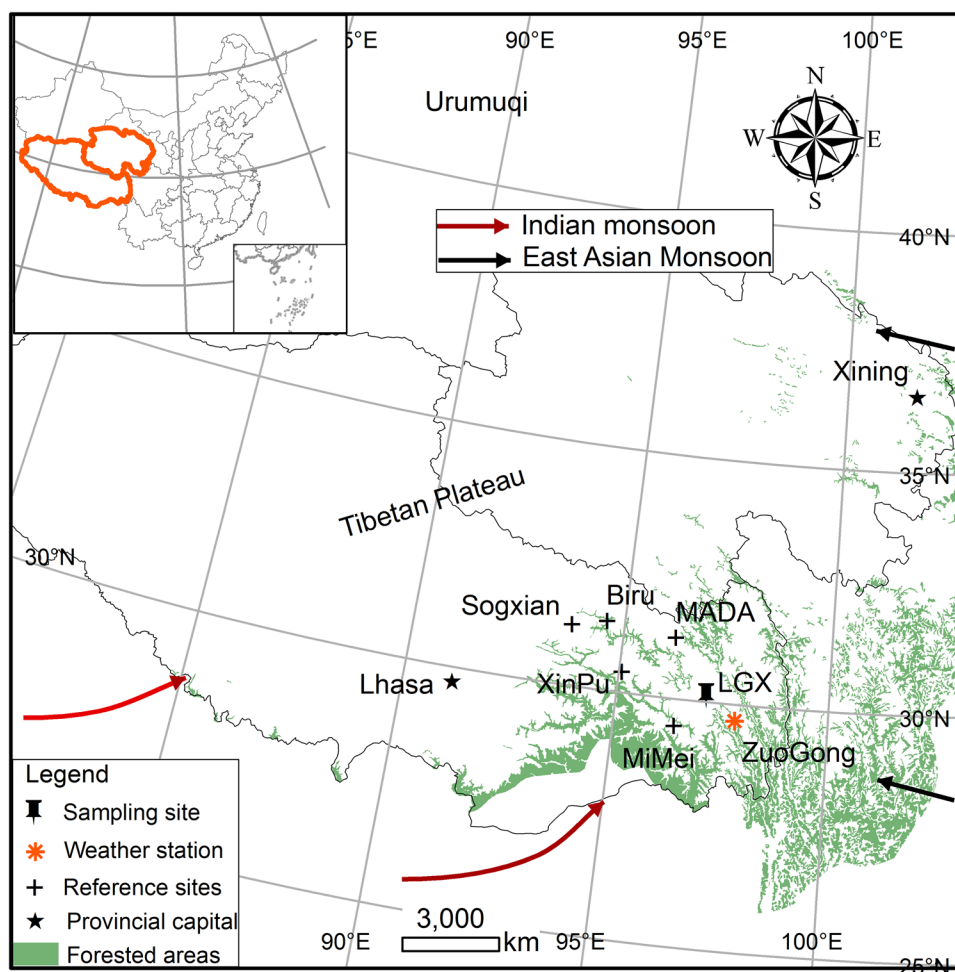 5°E
90°E
95°E
100°E
Urumuqi
N
W
E
S
Indian monsoon
East Asian Monsoon
40°N
Xining
35°N
Tibetan Plateau
30°N
Sogxian
Biru
MADA
Lhasa
XinPu
LGX
30°N
MiMei
ZuoGong
Legend
Sampling site
Weather station
Reference sites
Provincial capital
Forested areas
3,000
km
90°E
95°E
100°E
25°N